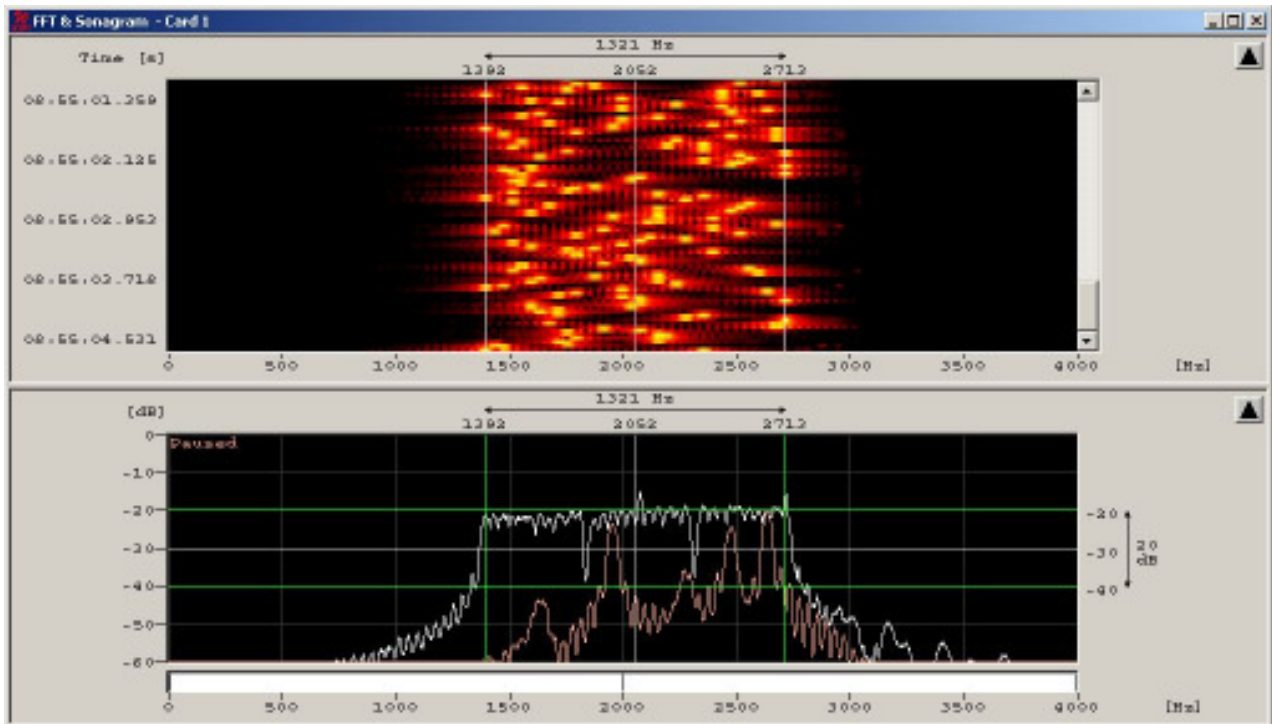 FFT & Sonagram - Card 1
1321 Hz
Time [s]
1392 2052 2713
08:55:01.359
08:55:02.125
08:55:02.953
08:55:03.718
08:55:04.531
0 500 1000 1500 2000 2500 3000 3500 4000 [Hz]
1321 Hz
[dB]
1392 2052 2713
0
Paused
-10
-20
-30
-40
-50
-60
-20
-30
-40
20 dB
0 500 1000 1500 2000 2500 3000 3500 4000 [Hz]